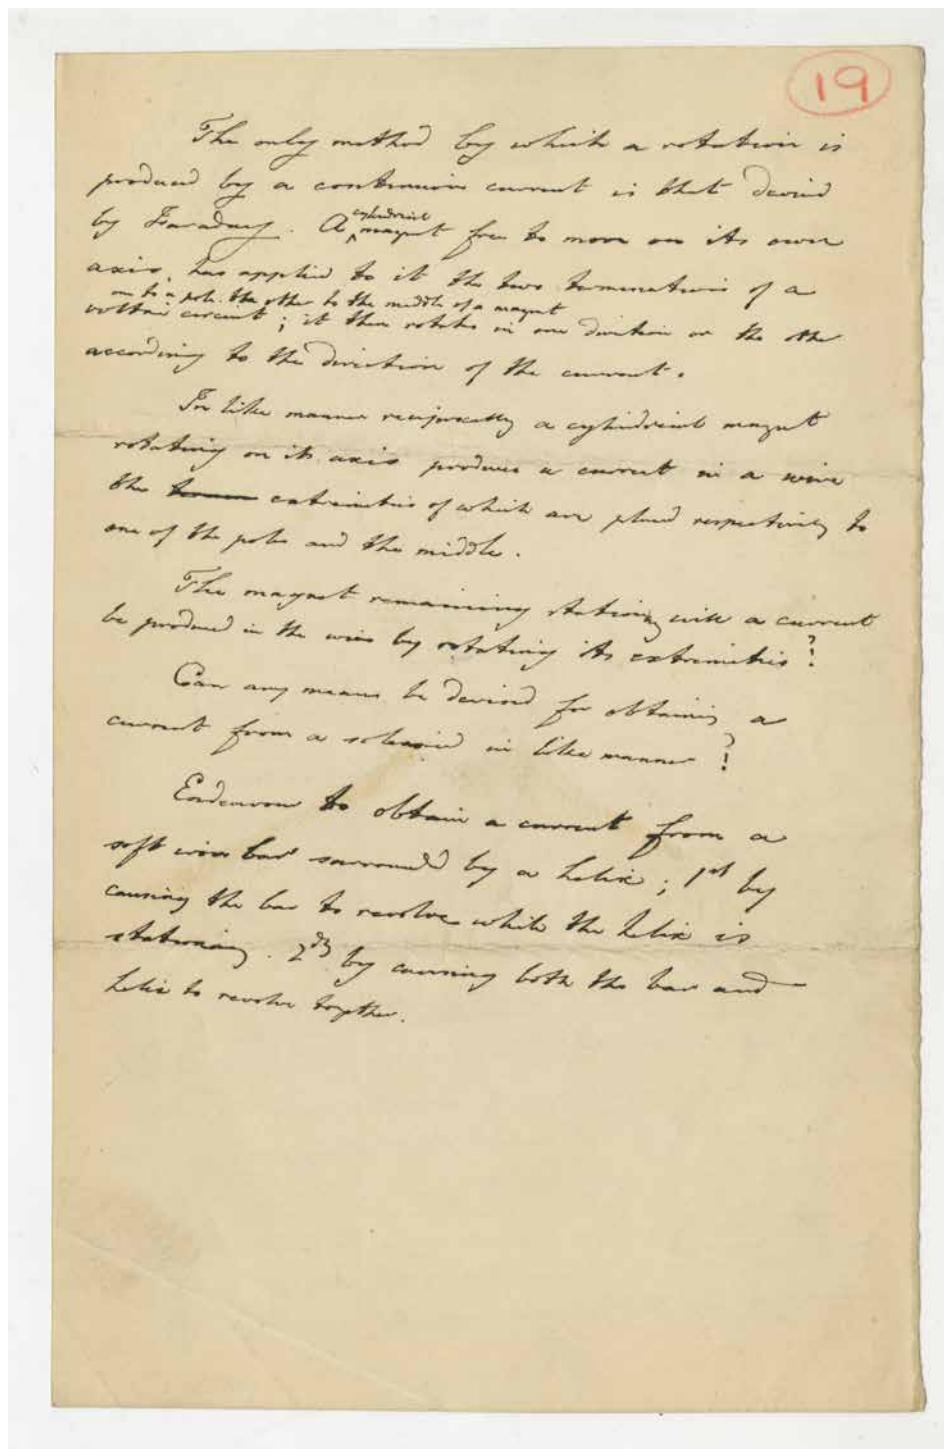 19
The only method by which a rotation is
produced by a continuous current is that devised
by Faraday. A cylindrical magnet free to move on its own
axis, has applied to it the two terminations of a
one to a pole the other to the middle of a magnet
voltaic circuit; it then rotates in one direction or the other
according to the direction of the current.
In like manner reciprocally a cylindrical magnet
rotating on its axis produces a current in a wire
the extremities of which are placed respectively to
one of the poles and the middle.
The magnet remaining stationary will a current
be produced in the wire by rotating its extremities?
Can any means be devised for obtaining a
current from a solenoid in like manner?
Endeavour to obtain a current from a
soft iron bar surround by a helix; 1st by
causing the bar to revolve while the helix is
stationary. 2dly by causing both the bar and
helix to revolve together.